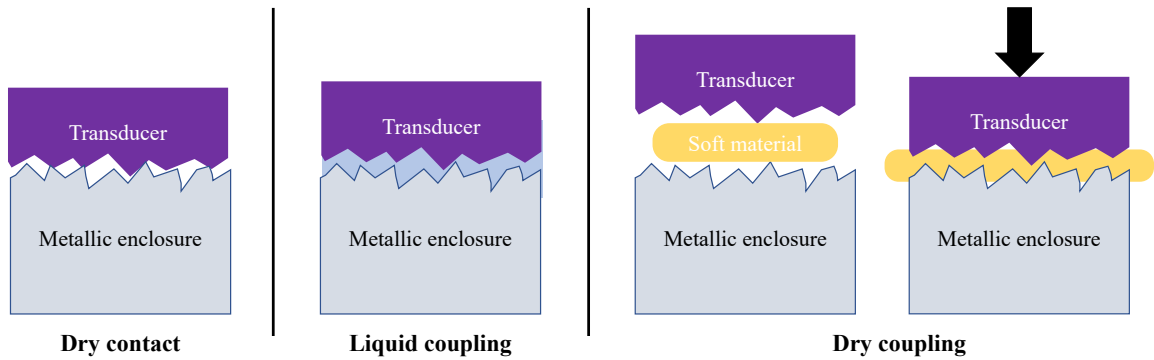 Transducer
Metallic enclosure
Dry contact
Transducer
Metallic enclosure
Liquid coupling
Transducer
Soft material
Metallic enclosure
Transducer
Metallic enclosure
Dry coupling